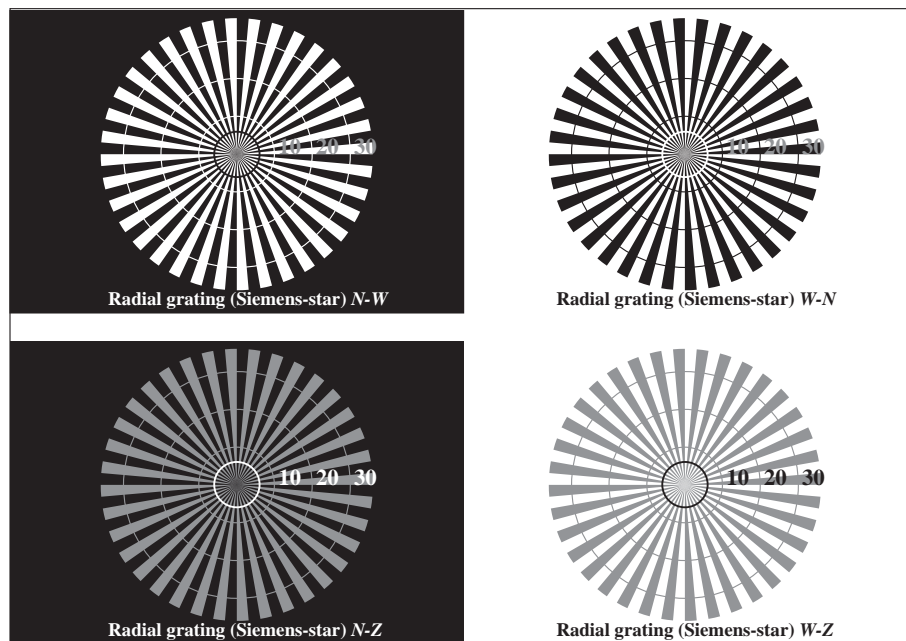 10 20 30
Radial grating (Siemens-star) N-W
10 20 30
Radial grating (Siemens-star) W-N
10 20 30
Radial grating (Siemens-star) N-Z
10 20 30
Radial grating (Siemens-star) W-Z